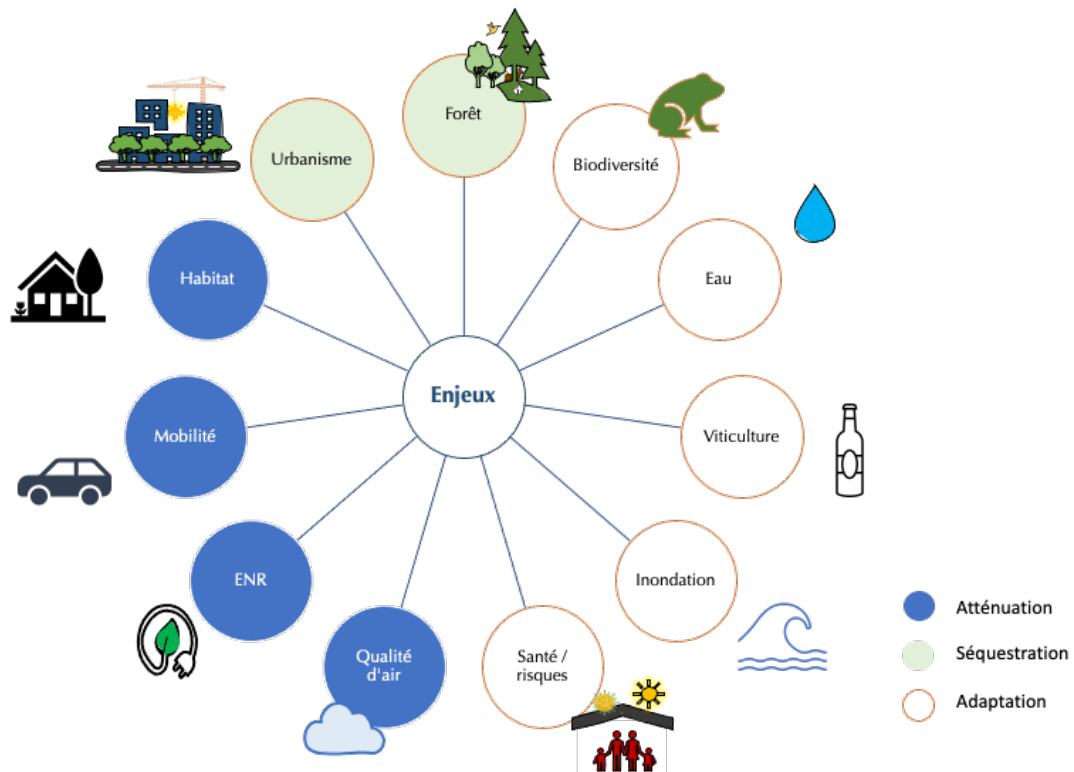 Forêt
Urbanisme
Biodiversité
Habitat
Eau
Enjeux
Mobilité
Viticulture
ENR
Inondation
Qualité
d'air
Santé /
risques
Atténuation
Séquestration
Adaptation